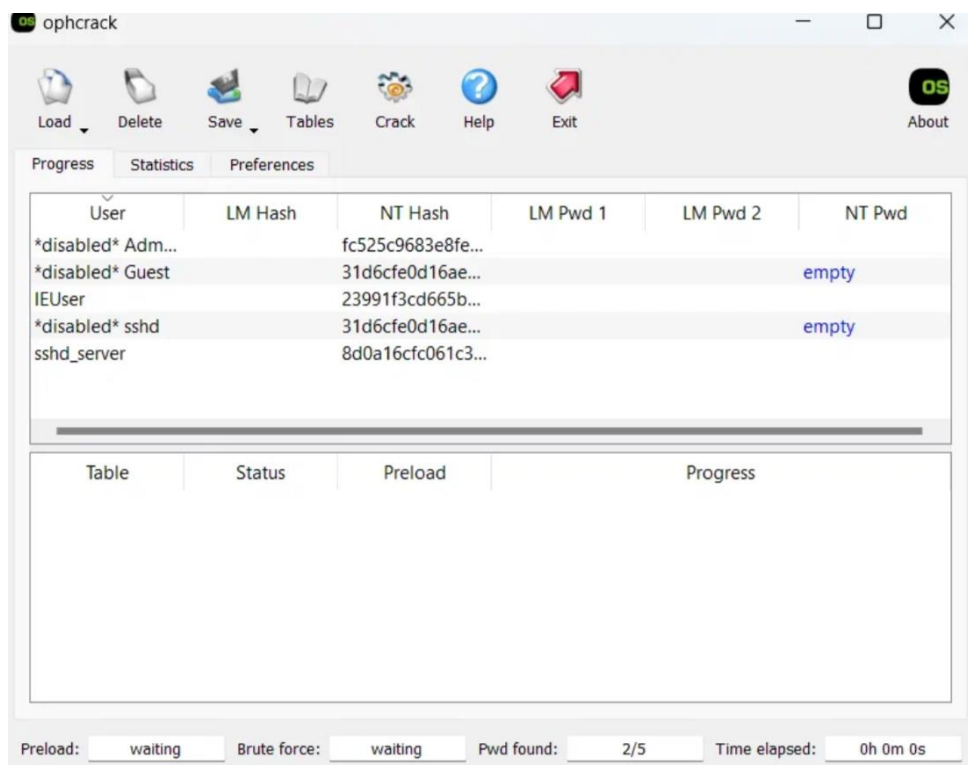 OS ophcrack
Load Delete Save Tables Crack Help Exit OS About
Progress Statistics Preferences
User LM Hash NT Hash LM Pwd 1 LM Pwd 2 NT Pwd
*disabled* Adm... fc525c9683e8fe...
*disabled* Guest 31d6cfe0d16ae... empty
IEUser 23991f3cd665b...
*disabled* sshd 31d6cfe0d16ae... empty
sshd_server 8d0a16cfc061c3...
Table Status Preload Progress
Preload: waiting Brute force: waiting Pwd found: 2/5 Time elapsed: 0h 0m 0s